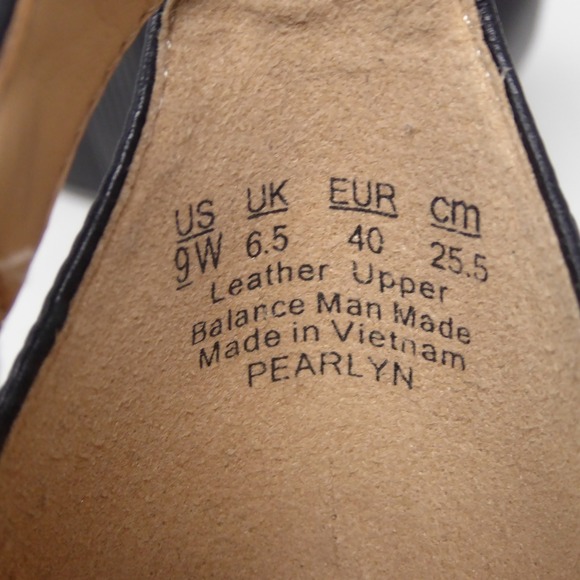 US UK EUR cm
9W 6.5 40 25.5
Leather Upper
Balance Man Made
Made in Vietnam
PEARLYN